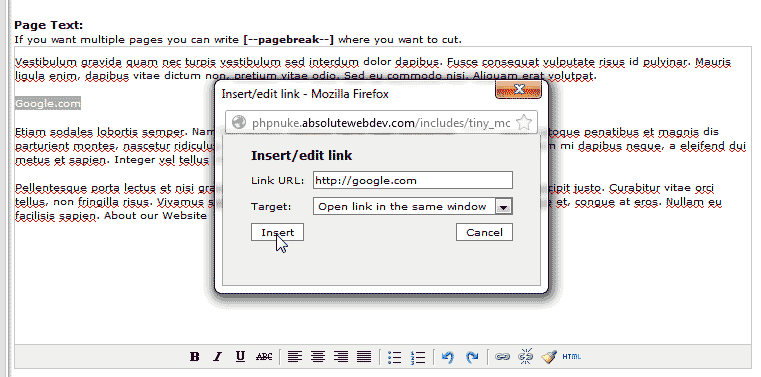 Page Text:
If you want multiple pages you can write [--pagebreak--] where you want to cut.
Vestibulum gravida quam nec turpis vestibulum sed interdum dolor dapibus. Fusce consequat vulputate risus id pulvinar. Mauris
ligula enim, dapibus vitae dictum non, pretium vitae odio. Sed eu commodo nisi. Aliquam erat volutpat.
Google.com
Etiam sodales lobortis semper. Nam
toque penatibus et magnis dis
parturient montes, nascetur ridiculus
m mi dapibus neque, a eleifend dui
metus et sapien. Integer vel tellus
Pellentesque porta lectus et nisi gra
cipit justo. Curabitur vitae orci
tellus, non fringilla risus. Vivamus s
et, congue at eros. Nullam eu
facilisis sapien. About our Website
Insert/edit link - Mozilla Firefox
phpnuke.absolutewebdev.com/includes/tiny_mc
Insert/edit link
Link URL: http://google.com
Target: Open link in the same window
Insert Cancel
B I U ABC 1 2 3 HTML